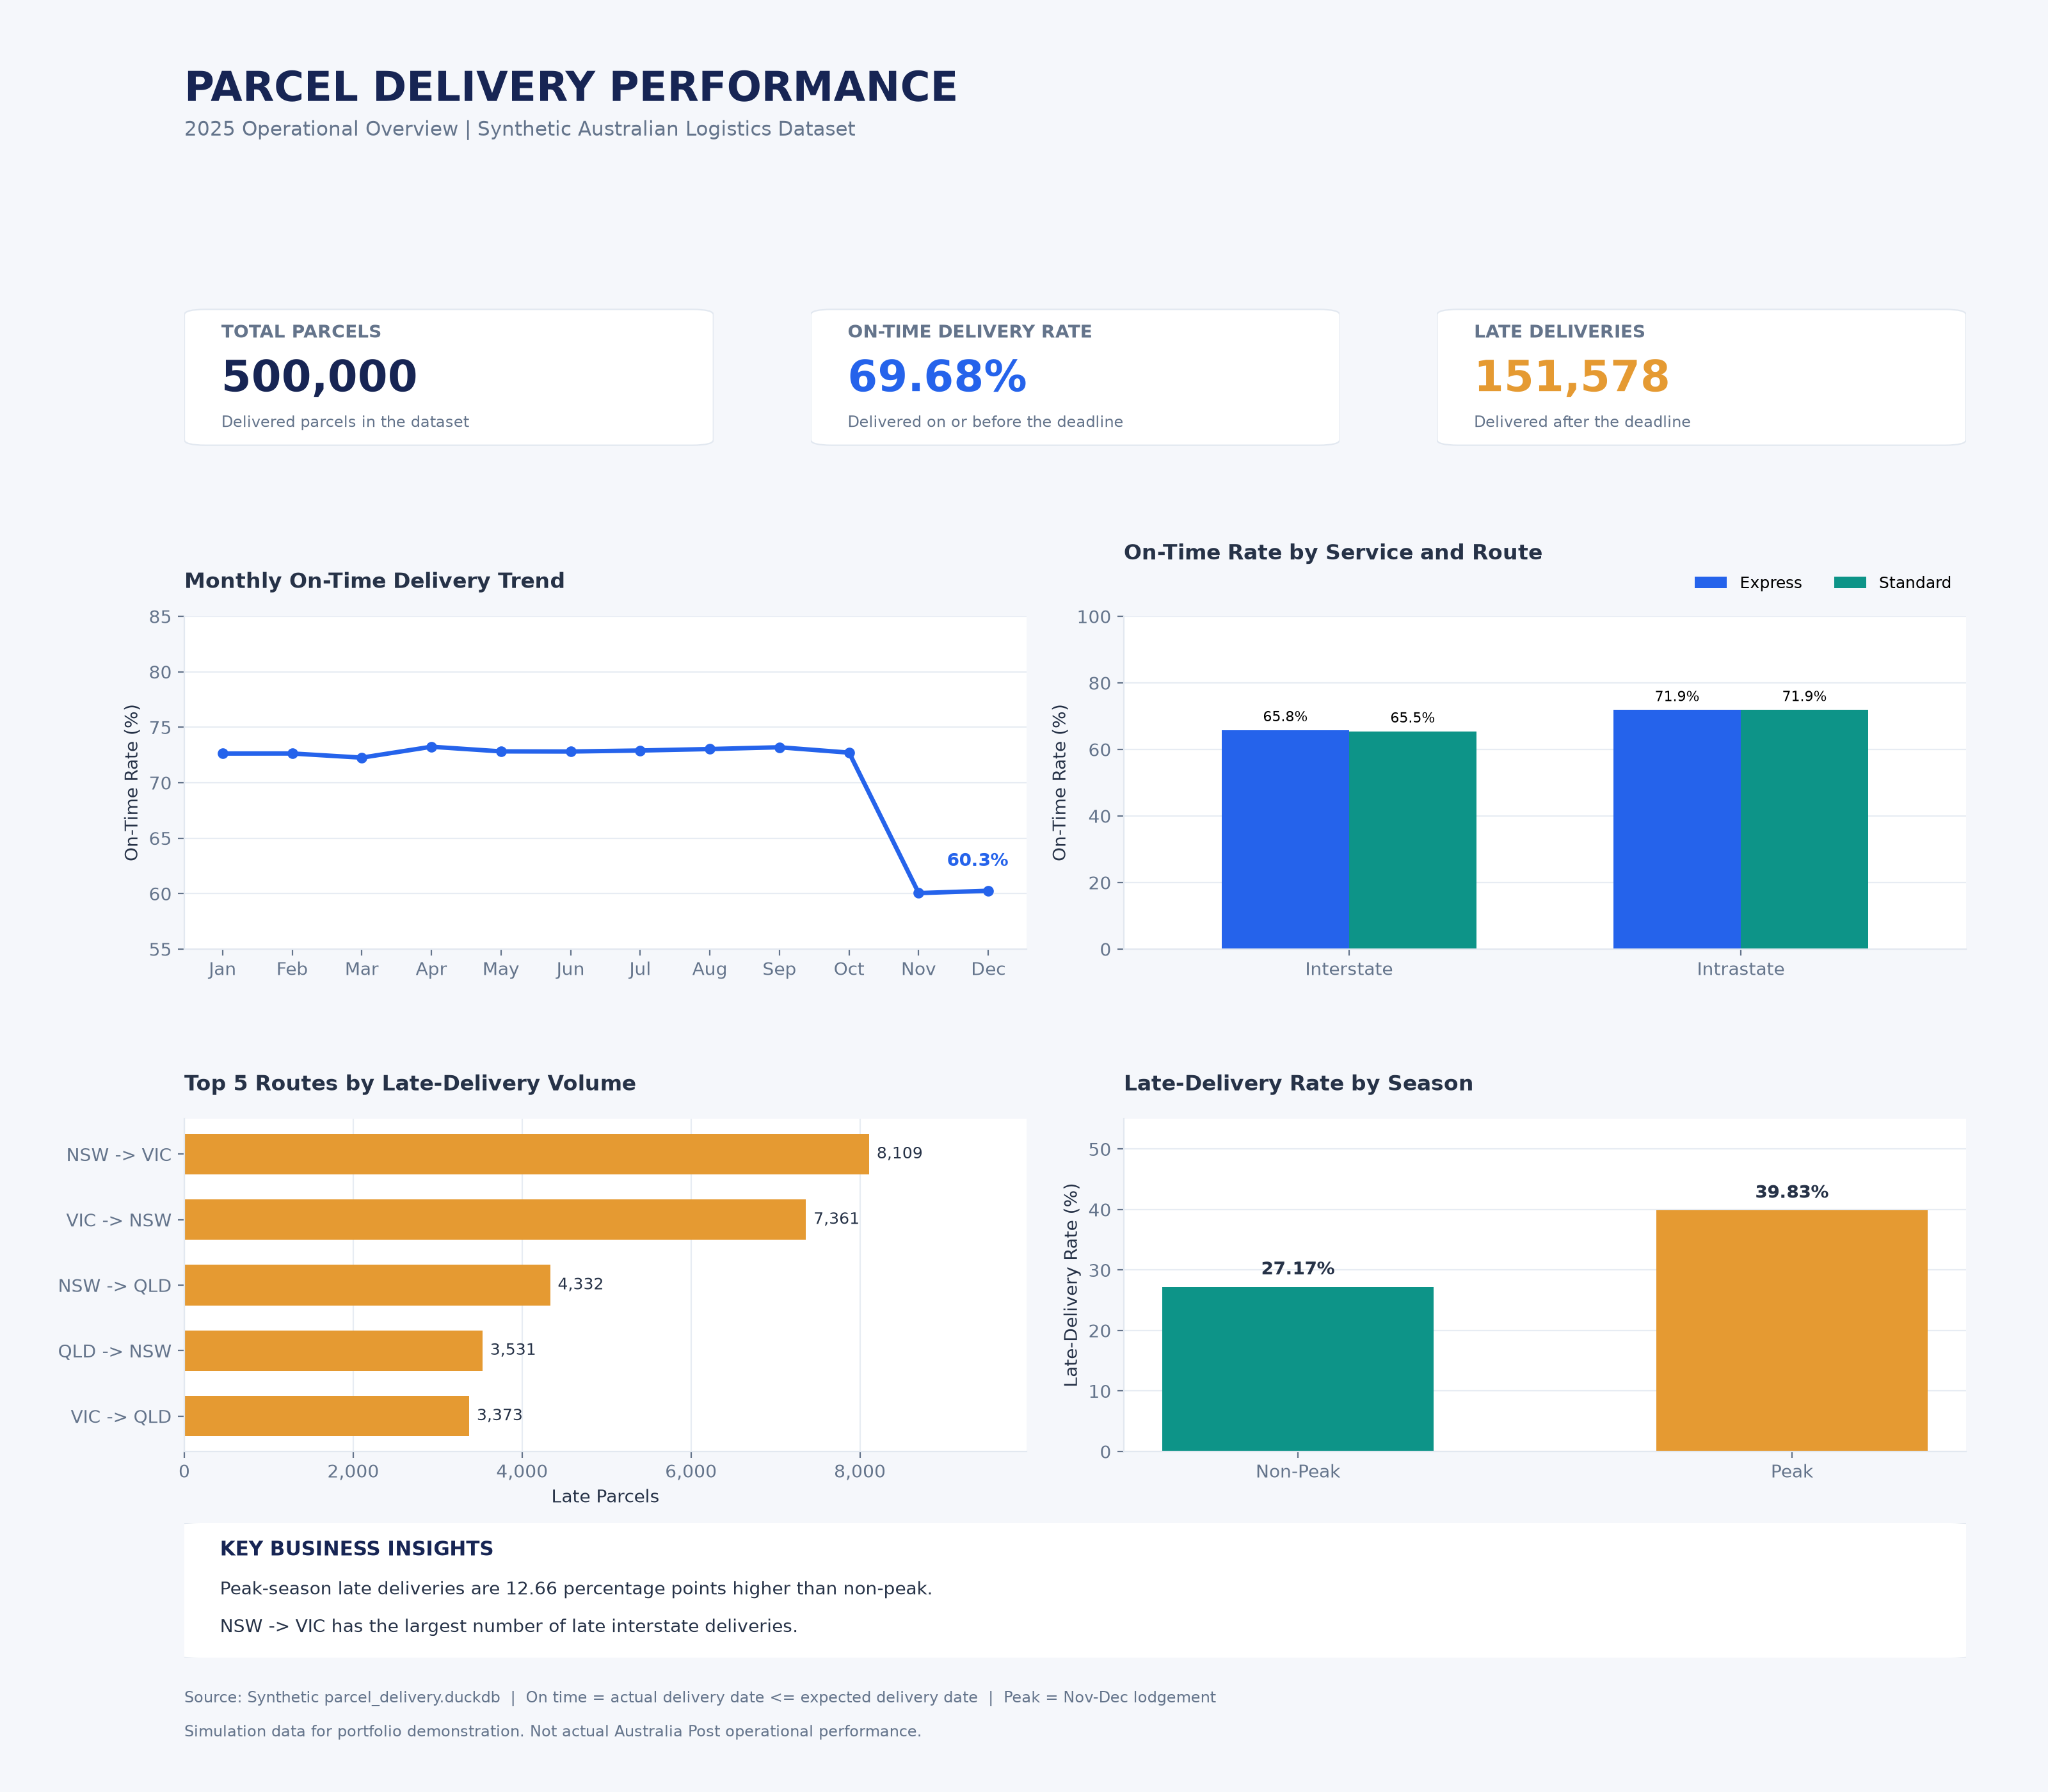 PARCEL DELIVERY PERFORMANCE
2025 Operational Overview | Synthetic Australian Logistics Dataset
TOTAL PARCELS
500,000
Delivered parcels in the dataset
ON-TIME DELIVERY RATE
69.68%
Delivered on or before the deadline
LATE DELIVERIES
151,578
Delivered after the deadline
Monthly On-Time Delivery Trend
On-Time Rate (%)
85
80
75
70
65
60
55
60.3%
Jan Feb Mar Apr May Jun Jul Aug Sep Oct Nov Dec
On-Time Rate by Service and Route
Express Standard
On-Time Rate (%)
100
80
60
40
20
0
65.8% 65.5% 71.9% 71.9%
Interstate Intrastate
Top 5 Routes by Late-Delivery Volume
NSW -> VIC 8,109
VIC -> NSW 7,361
NSW -> QLD 4,332
QLD -> NSW 3,531
VIC -> QLD 3,373
0 2,000 4,000 6,000 8,000
Late Parcels
Late-Delivery Rate by Season
Late-Delivery Rate (%)
50
40
30
20
10
0
27.17% 39.83%
Non-Peak Peak
KEY BUSINESS INSIGHTS
Peak-season late deliveries are 12.66 percentage points higher than non-peak.
NSW -> VIC has the largest number of late interstate deliveries.
Source: Synthetic parcel_delivery.duckdb | On time = actual delivery date <= expected delivery date | Peak = Nov-Dec lodgement
Simulation data for portfolio demonstration. Not actual Australia Post operational performance.